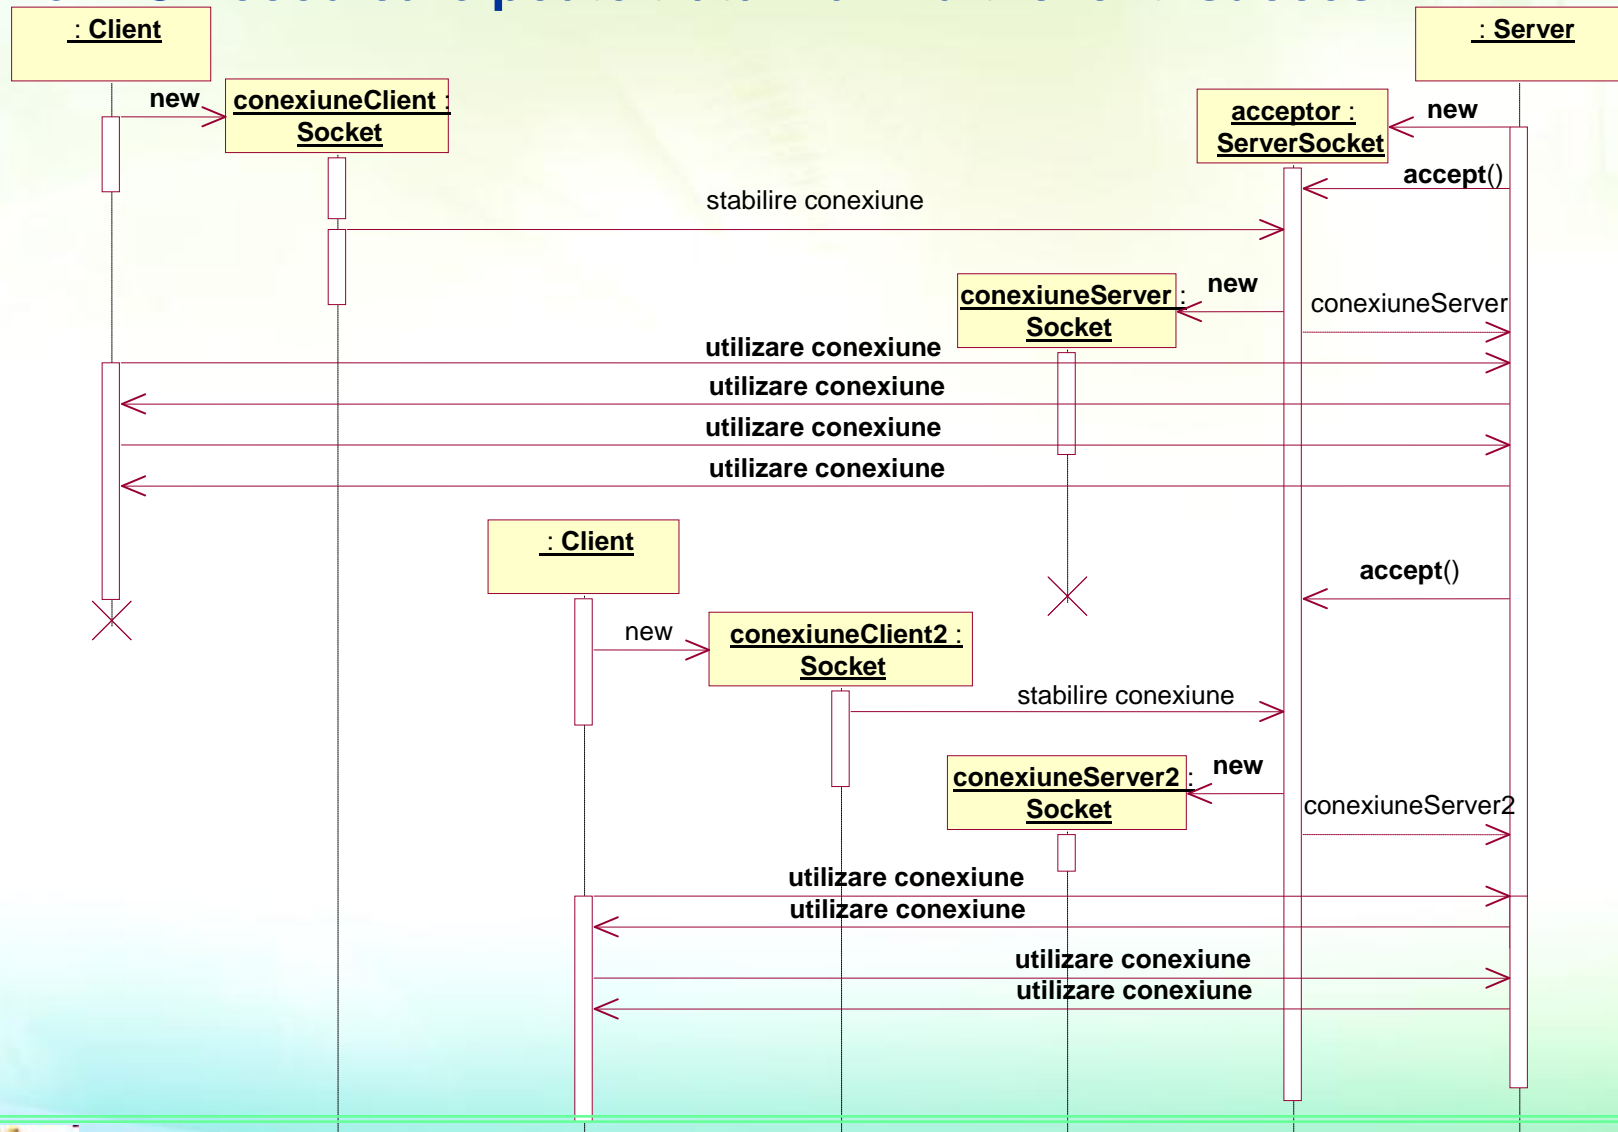 : Client
: Server
new
conexiuneClient :
Socket
acceptor :
ServerSocket
new
accept()
stabilire conexiune
conexiuneServer :
Socket
new
conexiuneServer
utilizare conexiune
utilizare conexiune
utilizare conexiune
utilizare conexiune
: Client
accept()
new
conexiuneClient2 :
Socket
stabilire conexiune
conexiuneServer2 :
Socket
new
conexiuneServer2
utilizare conexiune
utilizare conexiune
utilizare conexiune
utilizare conexiune